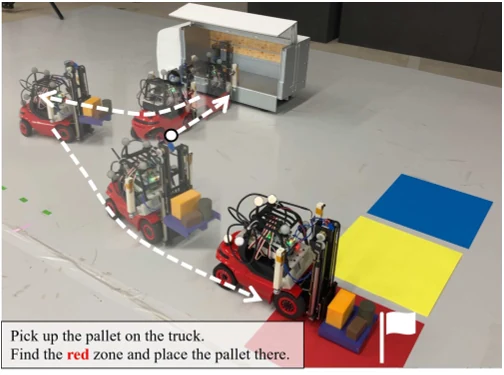 Pick up the pallet on the truck.
Find the red zone and place the pallet there.